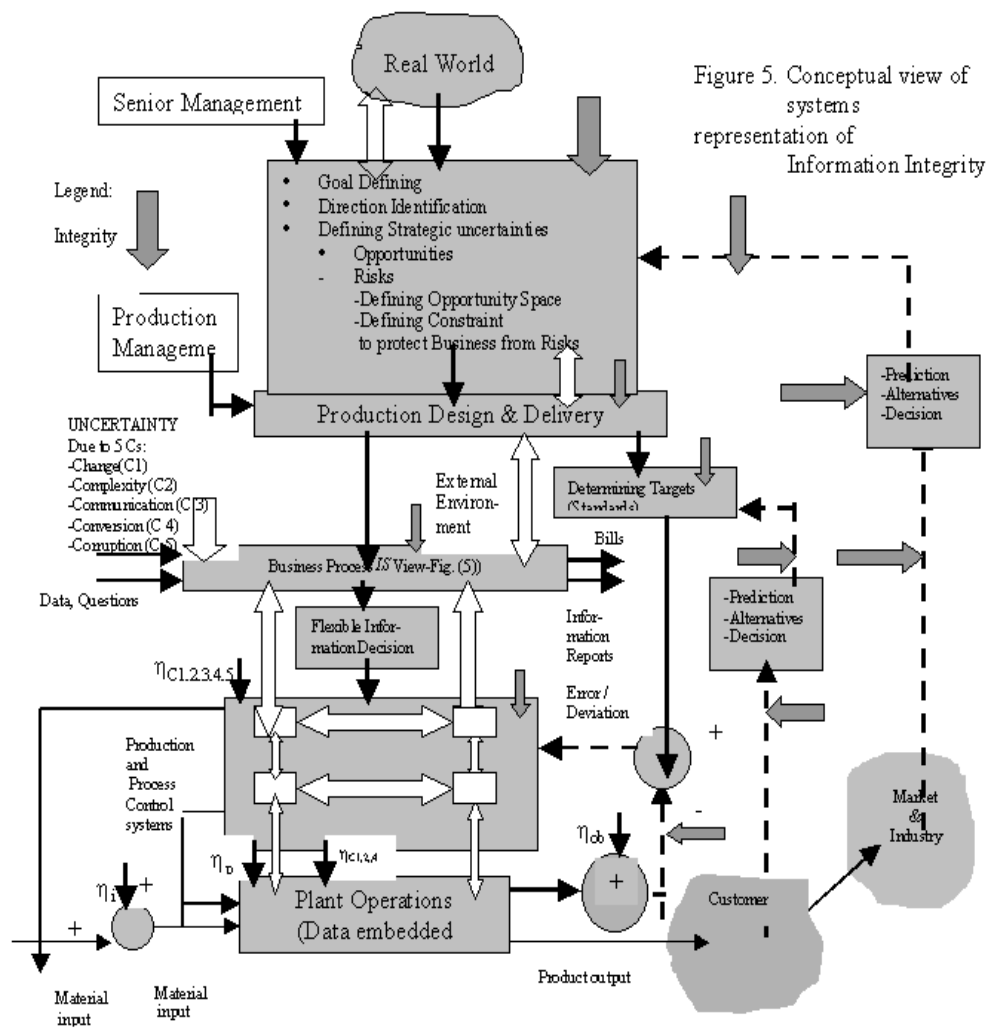 Real World
Figure 5. Conceptual view of
systems
representation of
Information Integrity
Senior Management
Legend:
Integrity
• Goal Defining
• Direction Identification
• Defining Strategic uncertainties
• Opportunities
- Risks
-Defining Opportunity Space
-Defining Constraint
to protect Business from Risks
Production
Manageme
-Prediction
-Alternatives
-Decision
Production Design & Delivery
UNCERTAINTY
Due to 5 Cs:
-Change(C1)
-Complexity (C2)
-Communication (C 3)
-Conversion (C 4)
-Corruption (C 5)
External
Environ-
ment
Determining Targets
(Standards)
Bills
Business Process IS View-Fig. (5))
Data, Questions
-Prediction
-Alternatives
-Decision
Flexible Infor-
mation Decision
Infor-
mation
Reports
ηC1,2,3,4,5
Error /
Deviation
+
Production
and
Process
Control
systems
-
Market
&
Industry
ηob
ηp
ηC1,2,4
ηi
+
+
Plant Operations
(Data embedded
Customer
+
Product output
Material
input
Material
input